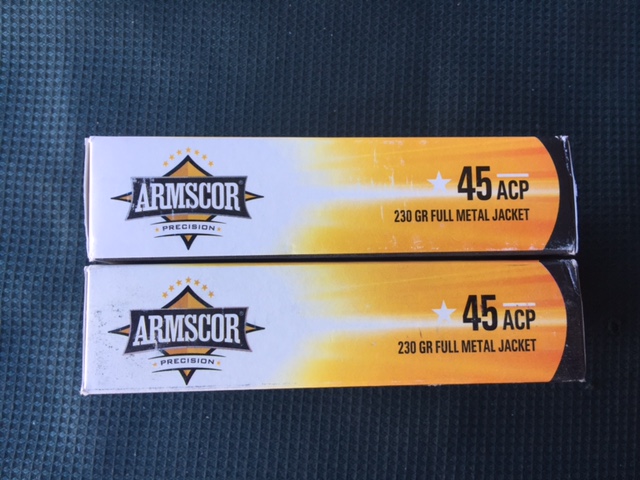 ARMSCOR
PRECISION
45 ACP
230 GR FULL METAL JACKET
ARMSCOR
PRECISION
45 ACP
230 GR FULL METAL JACKET